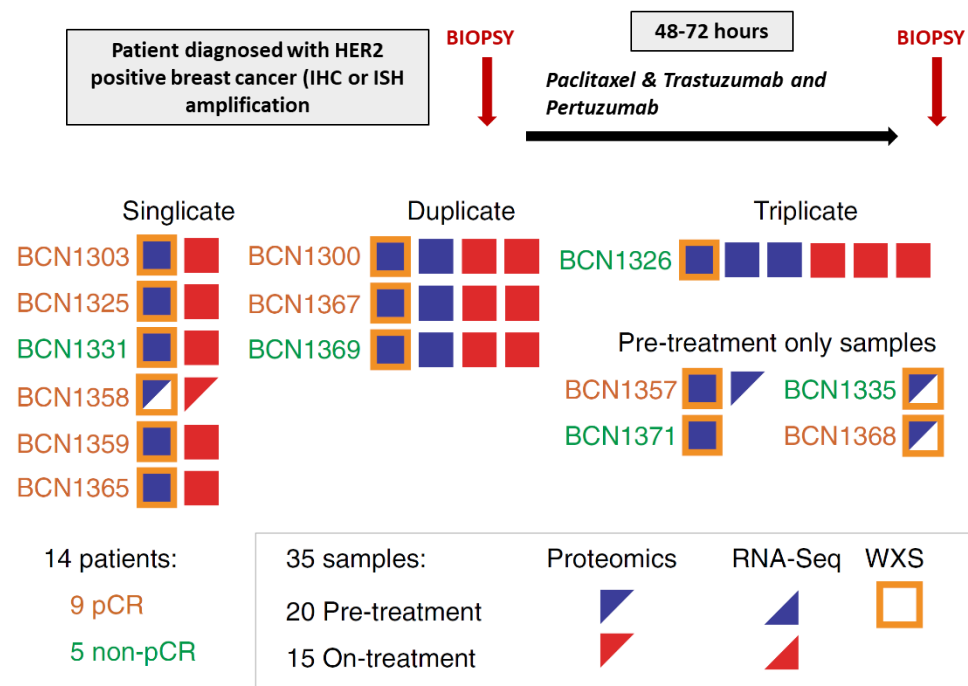 Patient diagnosed with HER2
positive breast cancer (IHC or ISH
amplification
BIOPSY
48-72 hours
BIOPSY
Paclitaxel & Trastuzumab and
Pertuzumab
Singlicate
BCN1303
BCN1325
BCN1331
BCN1358
BCN1359
BCN1365
Duplicate
BCN1300
BCN1367
BCN1369
Triplicate
BCN1326
Pre-treatment only samples
BCN1357
BCN1335
BCN1371
BCN1368
14 patients:
9 pCR
5 non-pCR
35 samples:
Proteomics
RNA-Seq
WXS
20 Pre-treatment
15 On-treatment